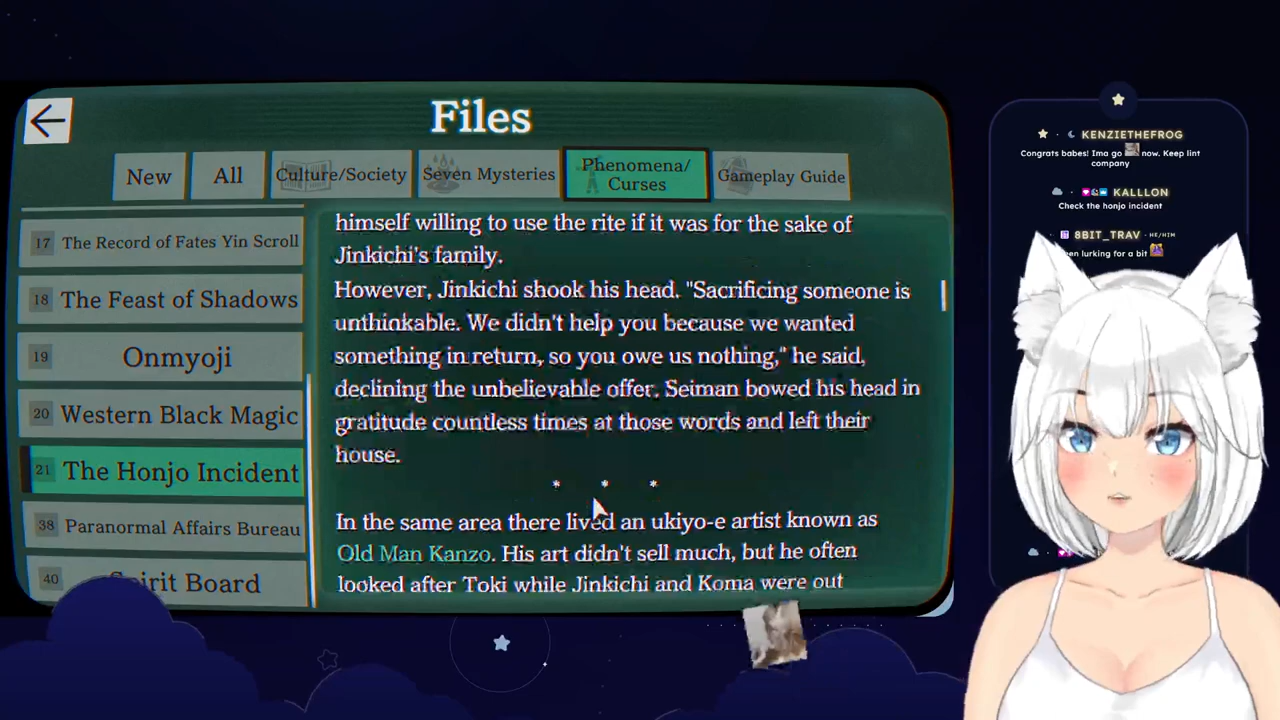 Files
New
All
Culture/Society
Seven Mysteries
Phenomena/
Curses
Gameplay Guide
17 The Record of Fates Yin Scroll
18 The Feast of Shadows
19 Onmyoji
20 Western Black Magic
21 The Honjo Incident
38 Paranormal Affairs Bureau
40 Spirit Board
himself willing to use the rite if it was for the sake of
Jinkichi's family.
However, Jinkichi shook his head. "Sacrificing someone is
unthinkable. We didn't help you because we wanted
something in return, so you owe us nothing," he said,
declining the unbelievable offer. Seiman bowed his head in
gratitude countless times at those words and left their
house.
* * *
In the same area there lived an ukiyo-e artist known as
Old Man Kanzo. His art didn't sell much, but he often
looked after Toki while Jinkichi and Koma were out
KENZIETHEFROG
Congrats babes! Ima go now. Keep lint
company
KALLLON
Check the honjo incident
8BIT_TRAV HE/HIM
lurking for a bit